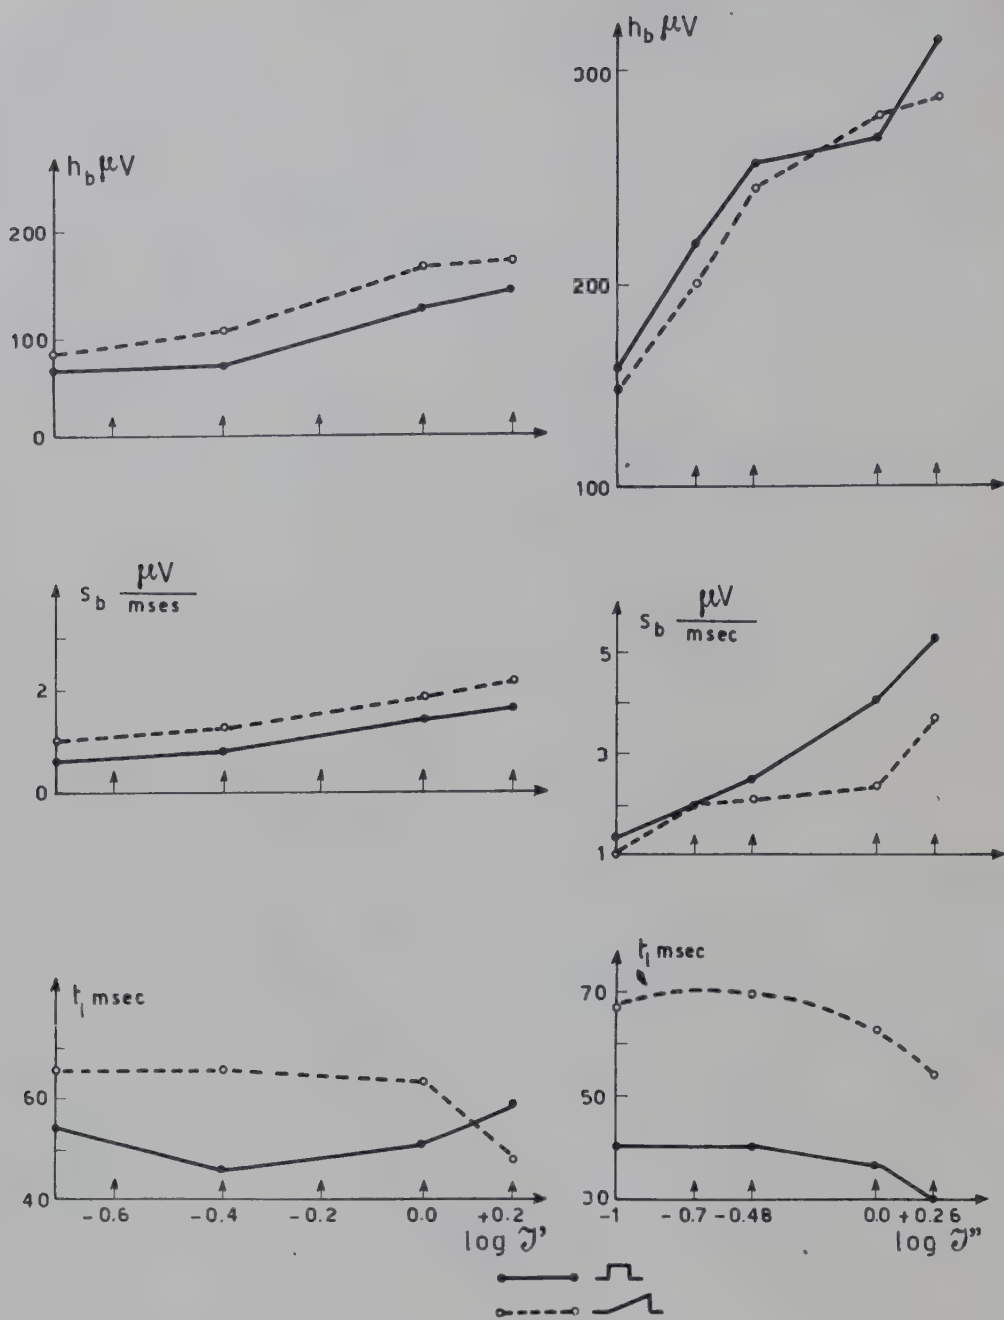 h_b μV
200
100
0
h_b μV
300
200
100
s_b μV/mses
2
0
s_b μV/msec
5
3
1
t_l msec
60
40
-0.6 -0.4 -0.2 0.0 +0.2
log J'
t_l msec
70
50
30
-1 -0.7 -0.48 0.0 +0.26
log J"